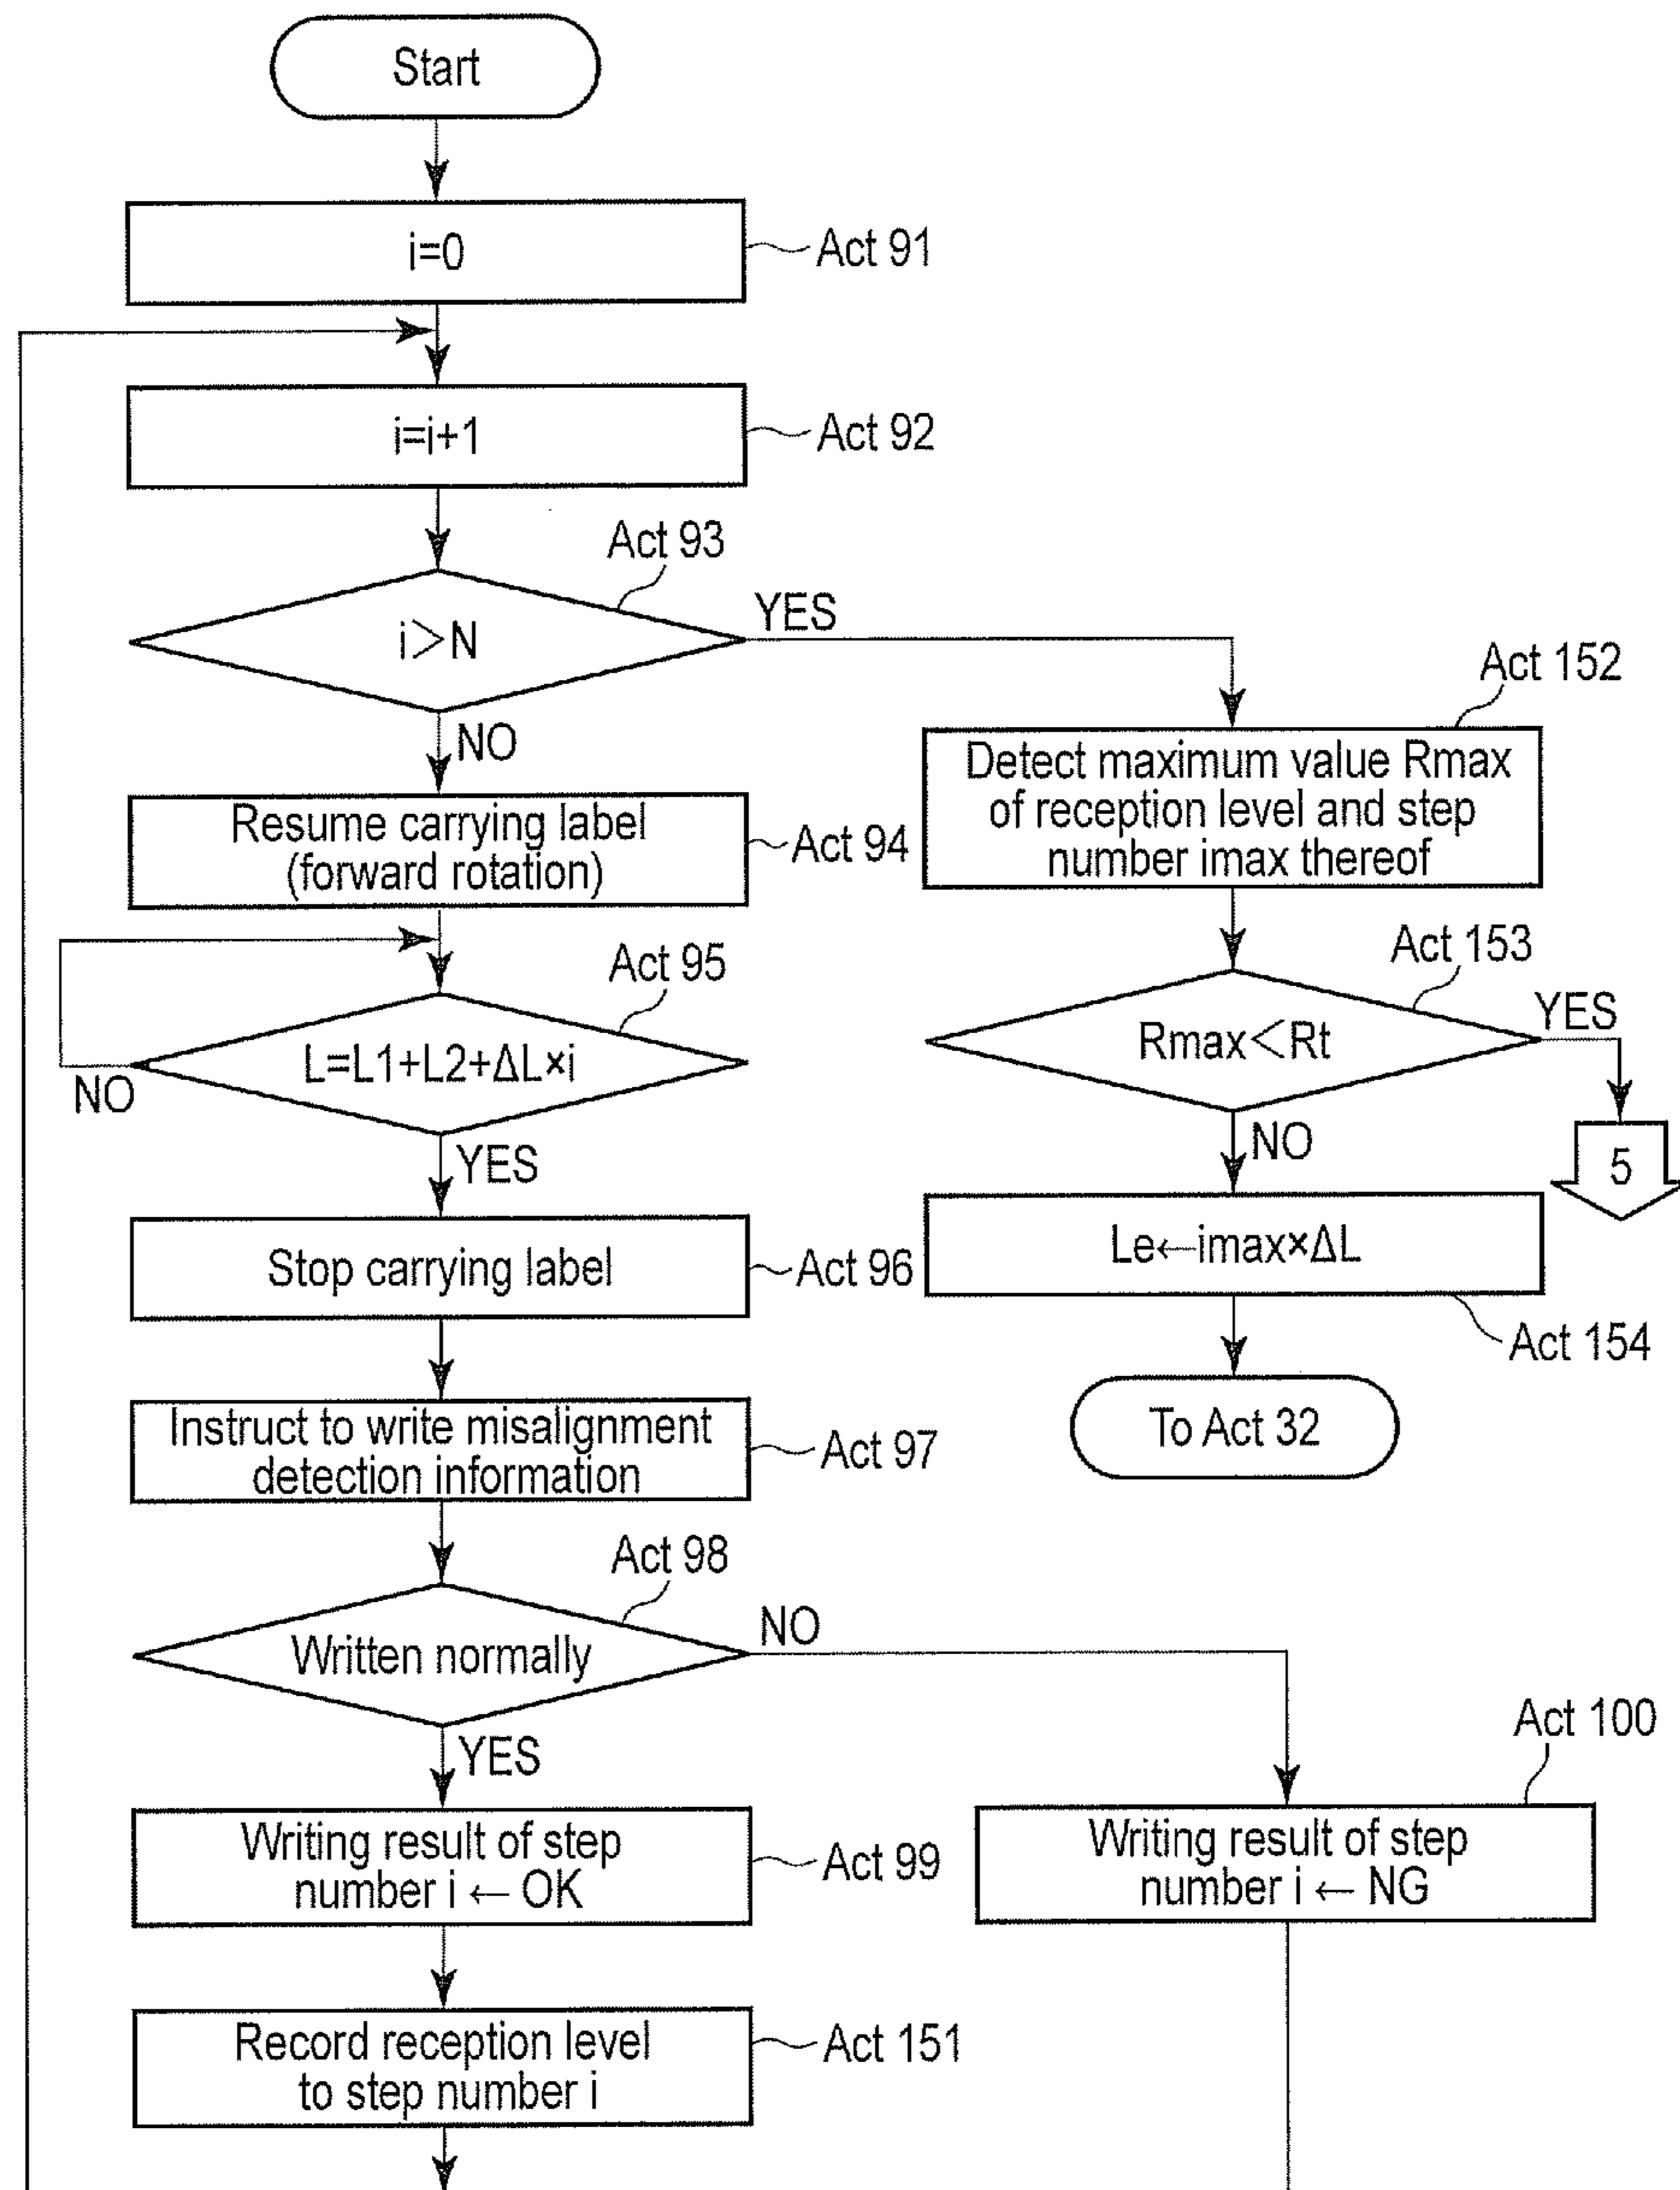 Start
i=0
Act 91
i=i+1
Act 92
Act 93
i>N
YES
NO
Act 152
Detect maximum value Rmax
of reception level and step
number imax thereof
Resume carrying label
(forward rotation)
Act 94
Act 95
L=L1+L2+ΔL×i
NO
YES
Act 153
Rmax<Rt
YES
NO
5
Stop carrying label
Act 96
Le←imax×ΔL
Act 154
To Act 32
Instruct to write misalignment
detection information
Act 97
Act 98
Written normally
NO
YES
Act 100
Writing result of step
number i ← OK
Act 99
Writing result of step
number i ← NG
Record reception level
to step number i
Act 151